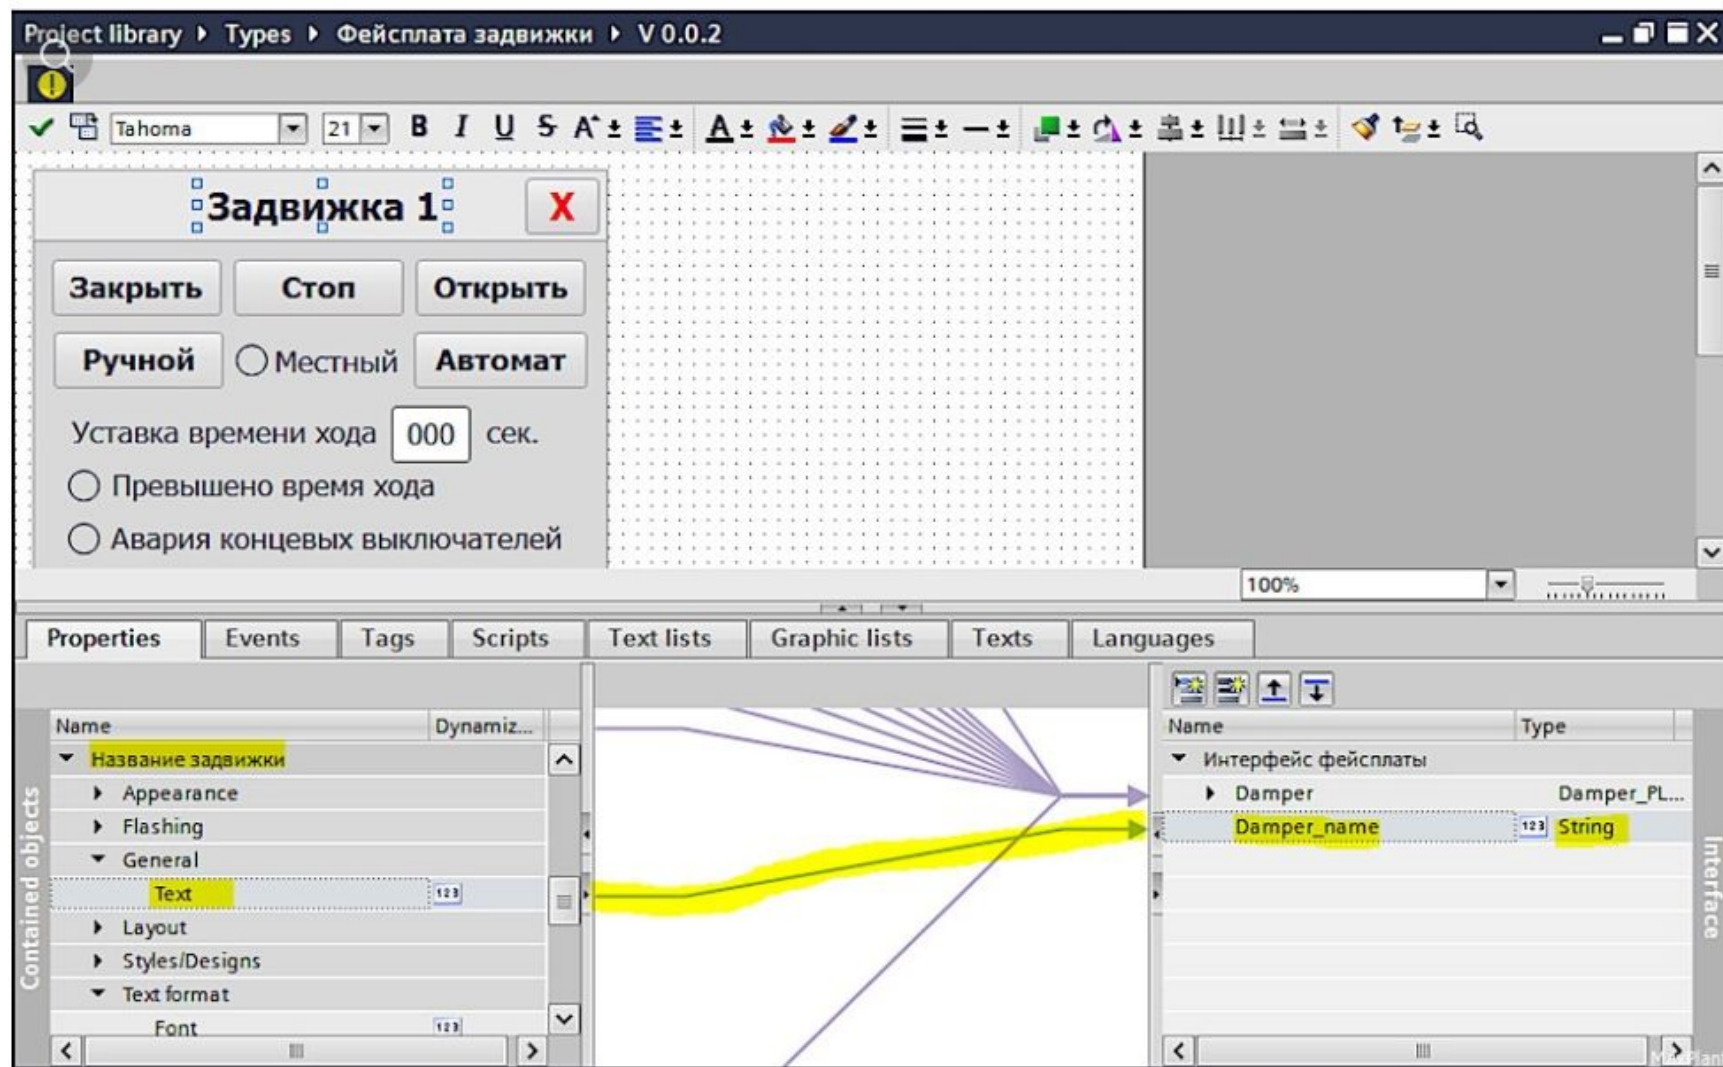 Project library ▸ Types ▸ Фейсплата задвижки ▸ V 0.0.2
Tahoma 21 B I U S A A
Задвижка 1 X
Закрыть Стоп Открыть
Ручной Местный Автомат
Уставка времени хода 000 сек.
Превышено время хода
Авария концевых выключателей
100%
Properties Events Tags Scripts Text lists Graphic lists Texts Languages
Contained objects
Name Dynamiz...
Название задвижки
Appearance
Flashing
General
Text 123
Layout
Styles/Designs
Text format
Font 123
Name Type
Интерфейс фейсплаты
Damper Damper_PL...
Damper_name 123 String
Interface